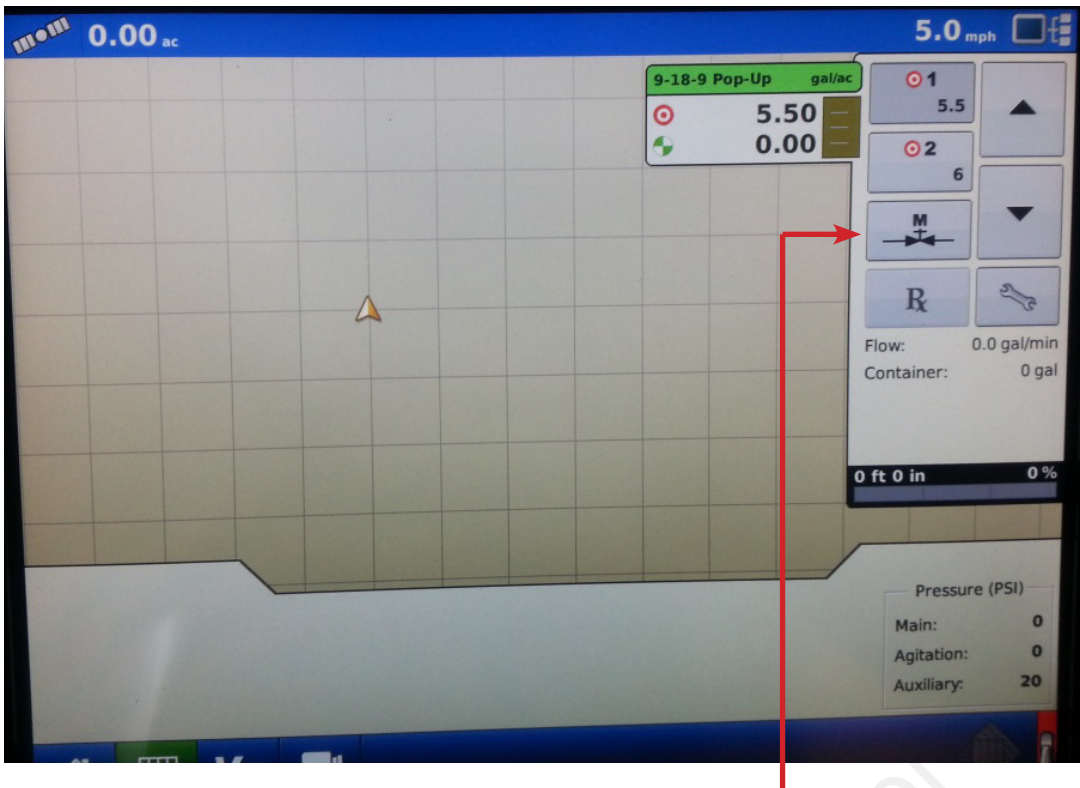 0.00 ac
5.0 mph
9-18-9 Pop-Up gal/ac
5.50
0.00
1
5.5
2
6
M
Rx
Flow: 0.0 gal/min
Container: 0 gal
0 ft 0 in 0 %
Pressure (PSI)
Main: 0
Agitation: 0
Auxiliary: 20